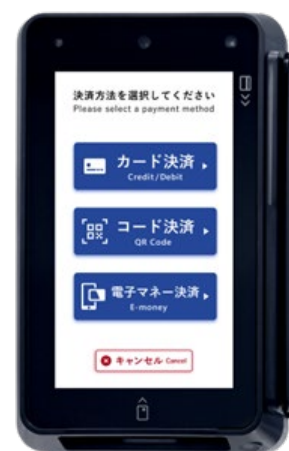 決済方法を選択してください
Please select a payment method
カード決済
Credit/Debit
コード決済
QR Code
電子マネー決済
E-money
キャンセル Cancel